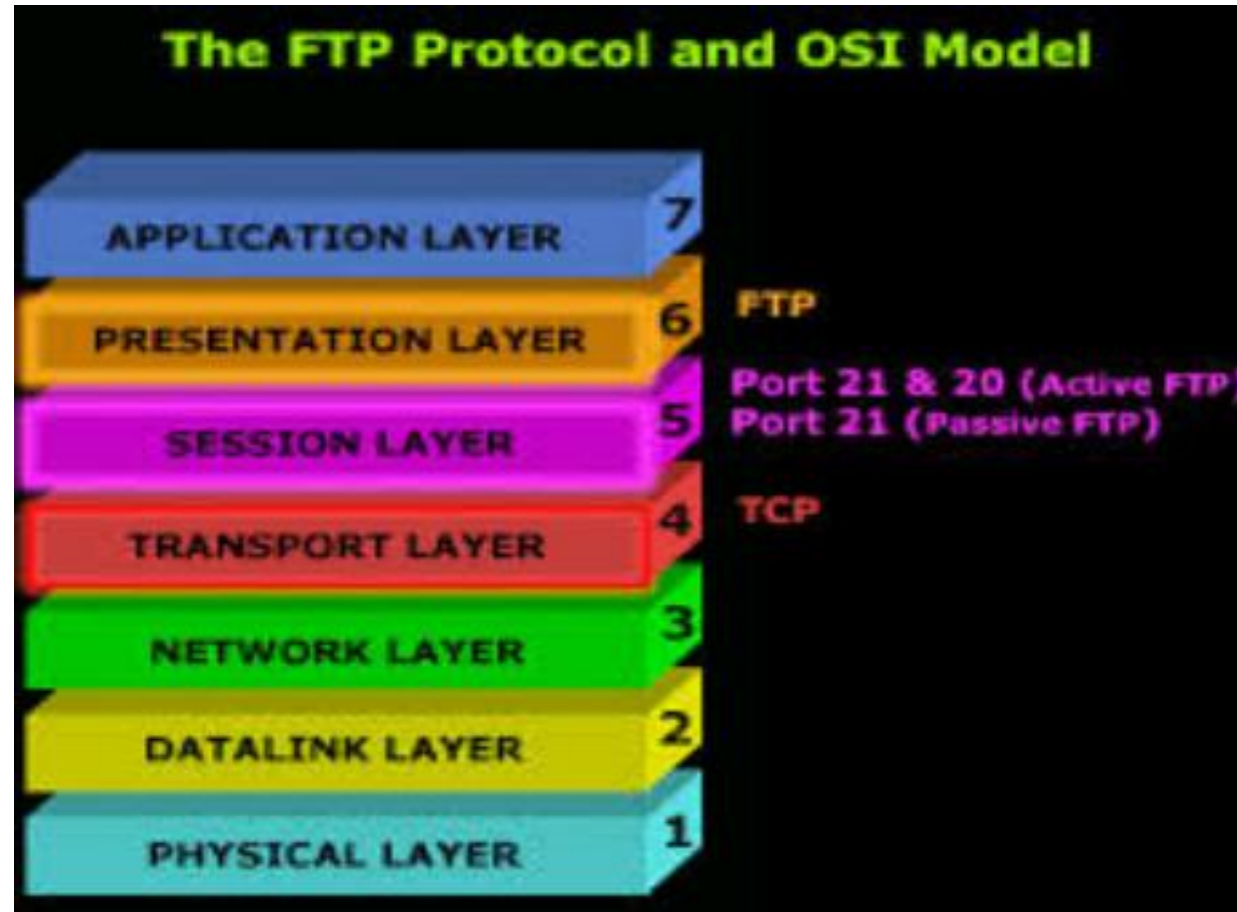 The FTP Protocol and OSI Model
APPLICATION LAYER 7
PRESENTATION LAYER 6 FTP
SESSION LAYER 5 Port 21 & 20 (Active FTP)
Port 21 (Passive FTP)
TRANSPORT LAYER 4 TCP
NETWORK LAYER 3
DATALINK LAYER 2
PHYSICAL LAYER 1